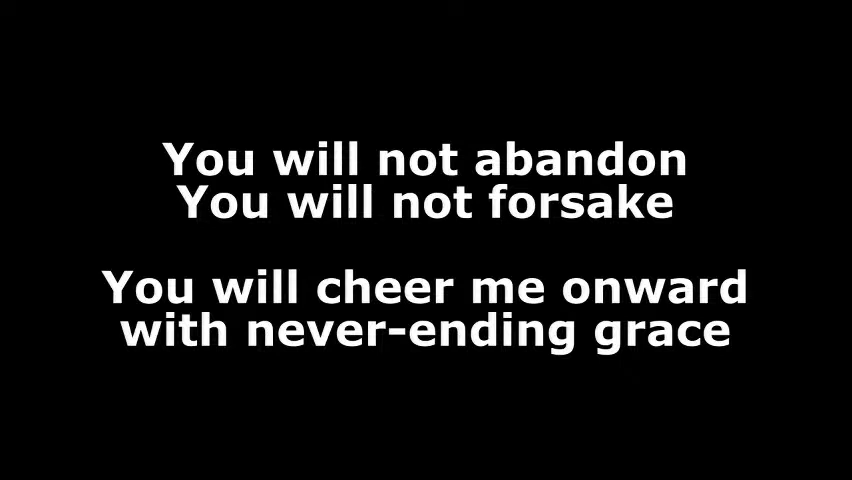 You will not abandon
You will not forsake
You will cheer me onward
with never-ending grace